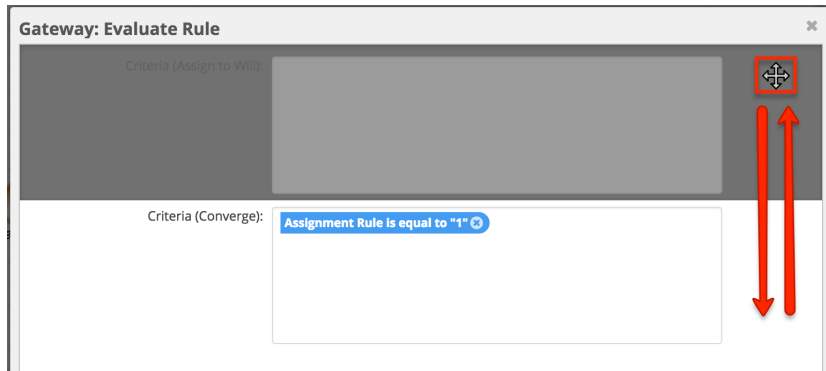 Gateway: Evaluate Rule
Criteria (Assign to Will):
Criteria (Converge):
Assignment Rule is equal to "1"